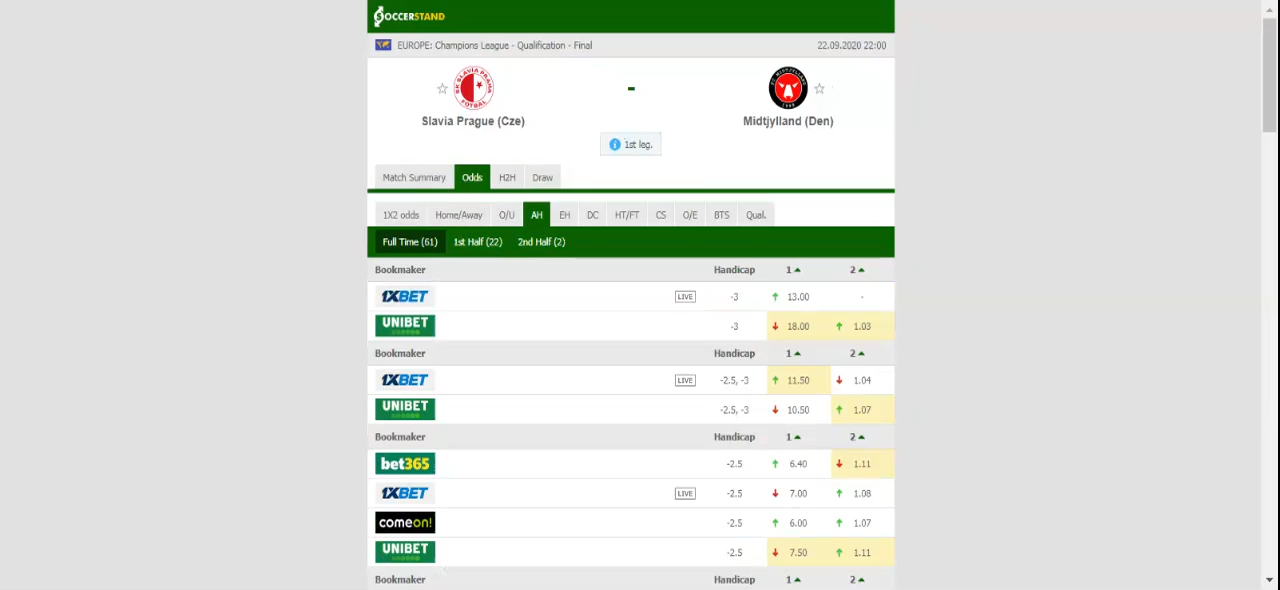 SOCCERSTAND
EUROPE: Champions League - Qualification - Final 22.09.2020 22:00
SK SLAVIA PRAHA FOTBAL
-
Slavia Prague (Cze) Midtjylland (Den)
1st leg.
Match Summary Odds H2H Draw
1X2 odds Home/Away O/U AH EH DC HT/FT CS O/E BTS Qual.
Full Time (61) 1st Half (22) 2nd Half (2)
Bookmaker Handicap 1 2
1XBET LIVE -3 13.00 -
UNIBET -3 18.00 1.03
Bookmaker Handicap 1 2
1XBET LIVE -2.5, -3 11.50 1.04
UNIBET -2.5, -3 10.50 1.07
Bookmaker Handicap 1 2
bet365 -2.5 6.40 1.11
1XBET LIVE -2.5 7.00 1.08
comeon! -2.5 6.00 1.07
UNIBET -2.5 7.50 1.11
Bookmaker Handicap 1 2